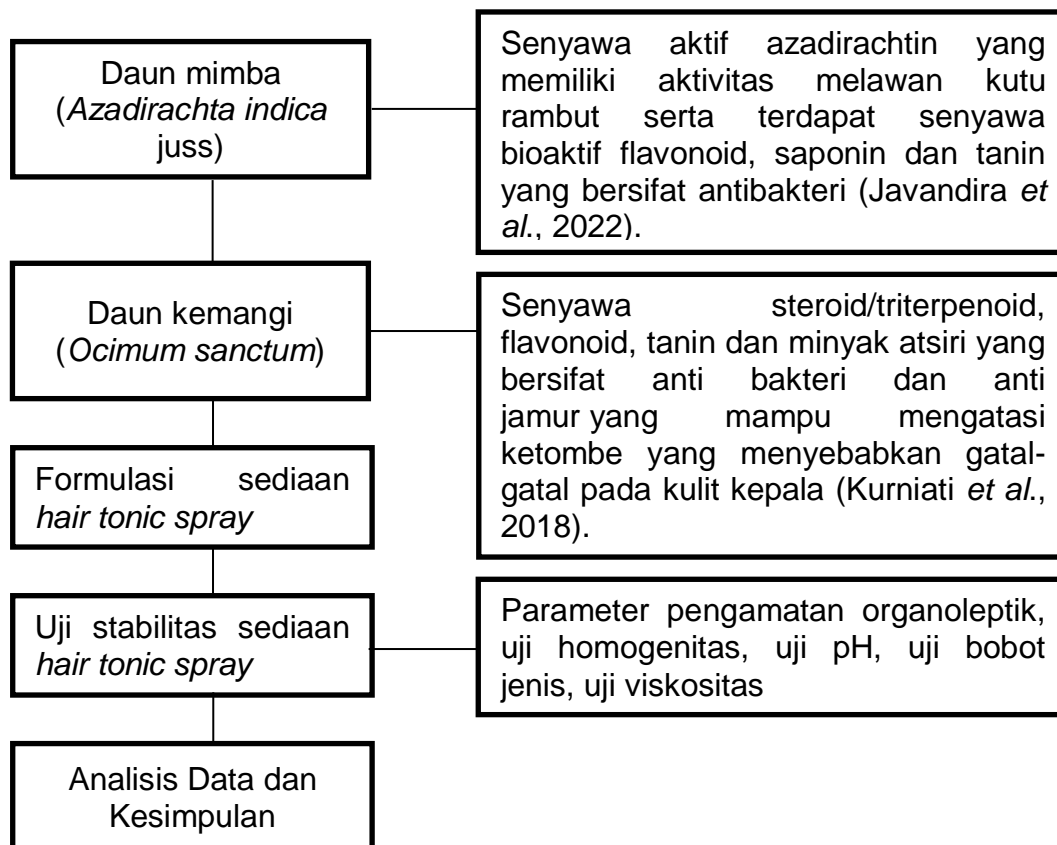 Daun mimba
(Azadirachta indica
juss)
Senyawa aktif azadirachtin yang
memiliki aktivitas melawan kutu
rambut serta terdapat senyawa
bioaktif flavonoid, saponin dan tanin
yang bersifat antibakteri (Javandira et
al., 2022).
Daun kemangi
(Ocimum sanctum)
Senyawa steroid/triterpenoid,
flavonoid, tanin dan minyak atsiri yang
bersifat anti bakteri dan anti
jamur yang mampu mengatasi
ketombe yang menyebabkan gatal-
gatal pada kulit kepala (Kurniati et al.,
2018).
Formulasi sediaan
hair tonic spray
Uji stabilitas sediaan
hair tonic spray
Parameter pengamatan organoleptik,
uji homogenitas, uji pH, uji bobot
jenis, uji viskositas
Analisis Data dan
Kesimpulan